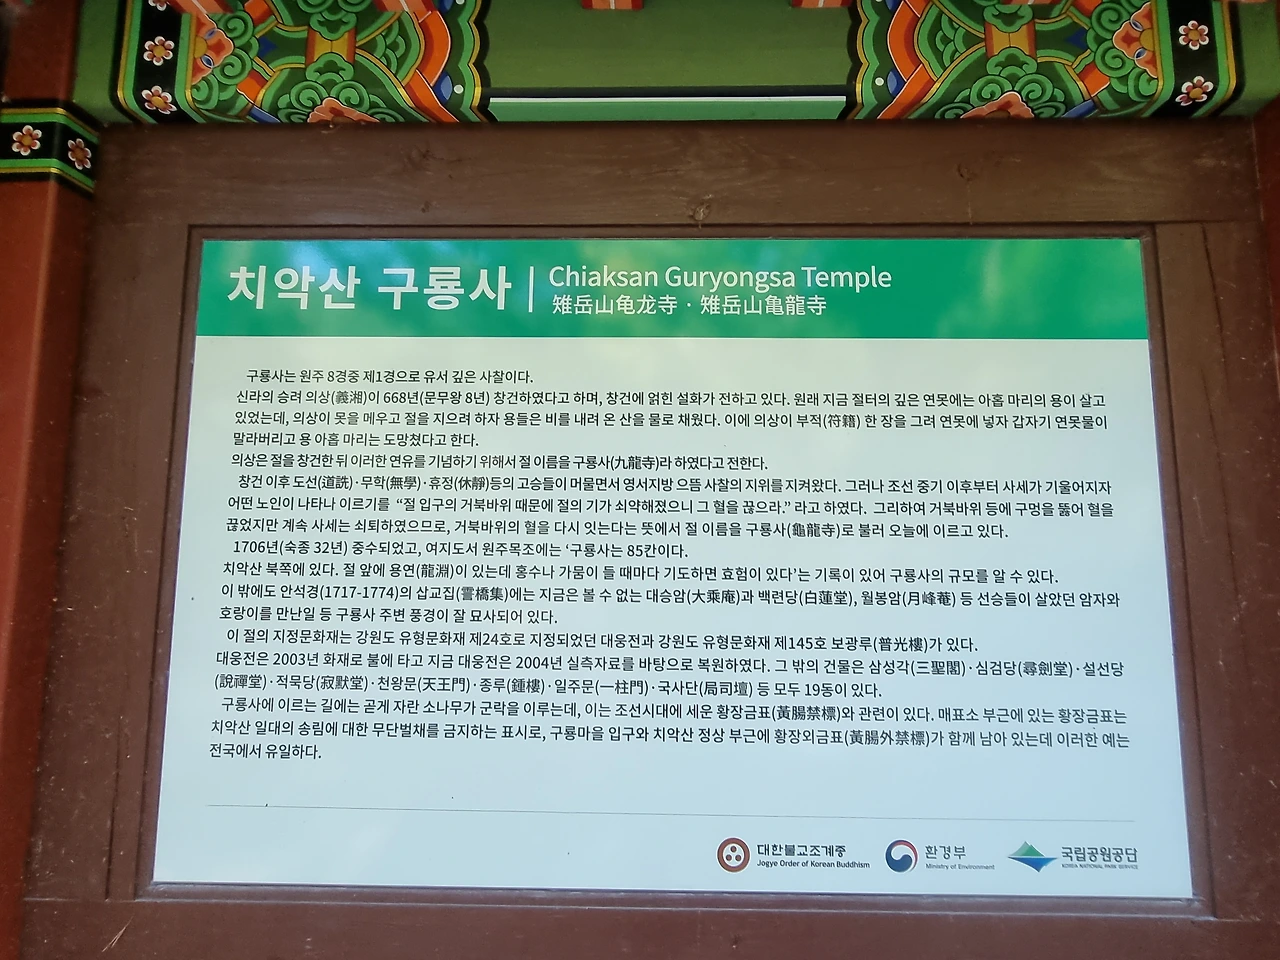 치악산 구룡사 | Chiaksan Guryongsa Temple
雉岳山龟龙寺 · 雉岳山亀龍寺
구룡사는 원주 8경중 제1경으로 유서 깊은 사찰이다.
신라의 승려 의상(義湘)이 668년(문무왕 8년) 창건하였다고 하며, 창건에 얽힌 설화가 전하고 있다. 원래 지금 절터의 깊은 연못에는 아홉 마리의 용이 살고
있었는데, 의상이 못을 메우고 절을 지으려 하자 용들은 비를 내려 온 산을 물로 채웠다. 이에 의상이 부적(符籍) 한 장을 그려 연못에 넣자 갑자기 연못물이
말라버리고 용 아홉 마리는 도망쳤다고 한다.
의상은 절을 창건한 뒤 이러한 연유를 기념하기 위해서 절 이름을 구룡사(九龍寺)라 하였다고 전한다.
창건 이후 도선(道詵)·무학(無學)·휴정(休靜)등의 고승들이 머물면서 영서지방 으뜸 사찰의 지위를 지켜왔다. 그러나 조선 중기 이후부터 사세가 기울어지자
어떤 노인이 나타나 이르기를 “절 입구의 거북바위 때문에 절의 기가 쇠약해졌으니 그 혈을 끊으라.” 라고 하였다. 그리하여 거북바위 등에 구멍을 뚫어 혈을
끊었지만 계속 사세는 쇠퇴하였으므로, 거북바위의 혈을 다시 잇는다는 뜻에서 절 이름을 구룡사(龜龍寺)로 불러 오늘에 이르고 있다.
1706년(숙종 32년) 중수되었고, 여지도서 원주목조에는 ‘구룡사는 85칸이다.
치악산 북쪽에 있다. 절 앞에 용연(龍淵)이 있는데 홍수나 가뭄이 들 때마다 기도하면 효험이 있다’는 기록이 있어 구룡사의 규모를 알 수 있다.
이 밖에도 안석경(1717-1774)의 삽교집(霅橋集)에는 지금은 볼 수 없는 대승암(大乘庵)과 백련당(白蓮堂), 월봉암(月峰菴) 등 선승들이 살았던 암자와
호랑이를 만난일 등 구룡사 주변 풍경이 잘 묘사되어 있다.
이 절의 지정문화재는 강원도 유형문화재 제24호로 지정되었던 대웅전과 강원도 유형문화재 제145호 보광루(普光樓)가 있다.
대웅전은 2003년 화재로 불에 타고 지금 대웅전은 2004년 실측자료를 바탕으로 복원하였다. 그 밖의 건물은 삼성각(三聖閣)·심검당(尋劍堂)·설선당
(說禪堂)·적묵당(寂默堂)·천왕문(天王門)·종루(鍾樓)·일주문(一柱門)·국사단(局司壇) 등 모두 19동이 있다.
구룡사에 이르는 길에는 곧게 자란 소나무가 군락을 이루는데, 이는 조선시대에 세운 황장금표(黃腸禁標)와 관련이 있다. 매표소 부근에 있는 황장금표는
치악산 일대의 송림에 대한 무단벌채를 금지하는 표시로, 구룡마을 입구와 치악산 정상 부근에 황장외금표(黃腸外禁標)가 함께 남아 있는데 이러한 예는
전국에서 유일하다.
대한불교조계종
Jogye Order of Korean Buddhism
환경부
Ministry of Environment
국립공원공단
KOREA NATIONAL PARK SERVICE